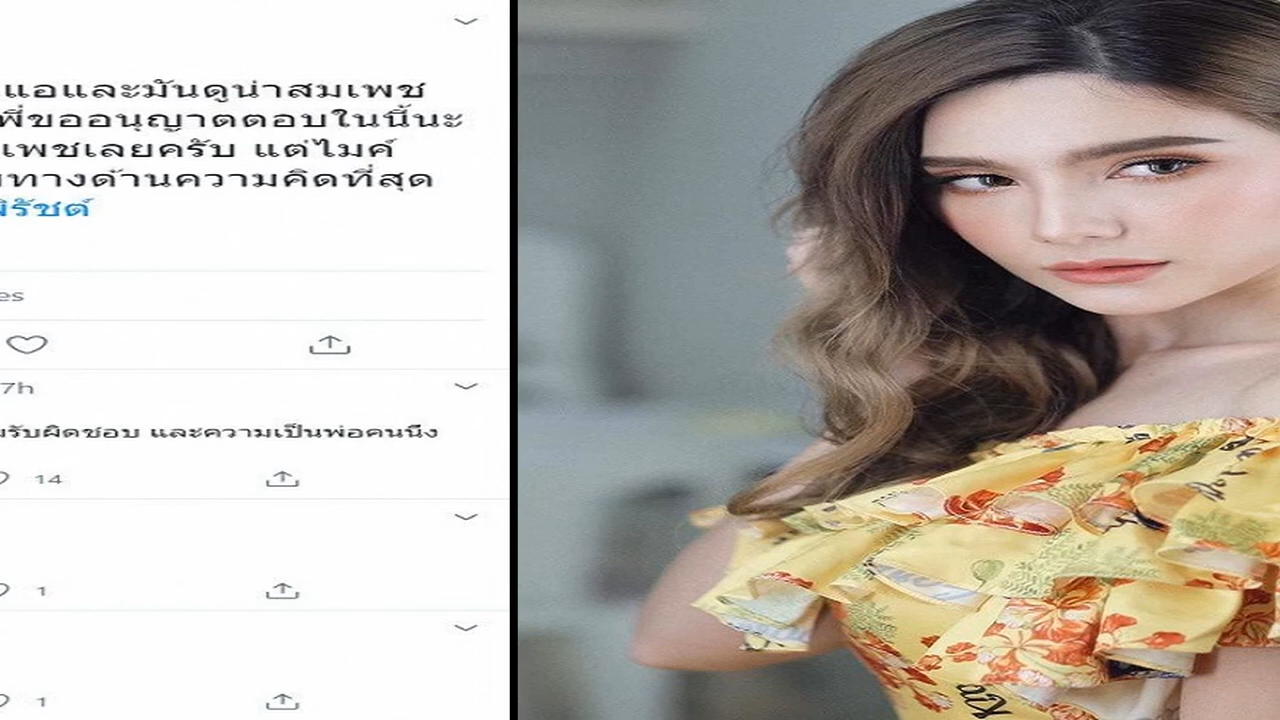 แอและมันดูน่าสมเพช
พี่ขออนุญาตตอบในนี้นะ
เพชเลยครับ แต่ไมค์
ทางด้านความคิดที่สุด
พิรัชต์
es
7h
รับผิดชอบ และความเป็นพ่อคนนึง
14
1
1